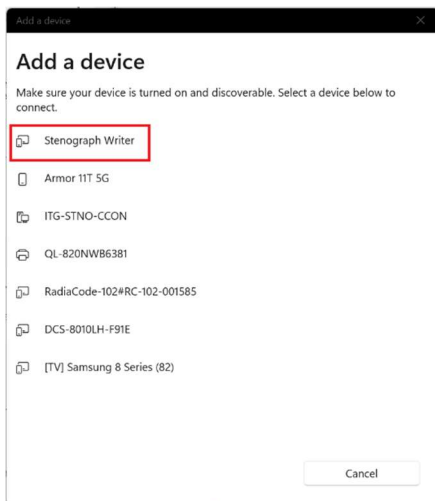 Add a device
Add a device
Make sure your device is turned on and discoverable. Select a device below to
connect.
Stenograph Writer
Armor 11T 5G
ITG-STNO-CCON
QL-820NWB6381
RadiaCode-102#RC-102-001585
DCS-8010LH-F91E
[TV] Samsung 8 Series (82)
Cancel